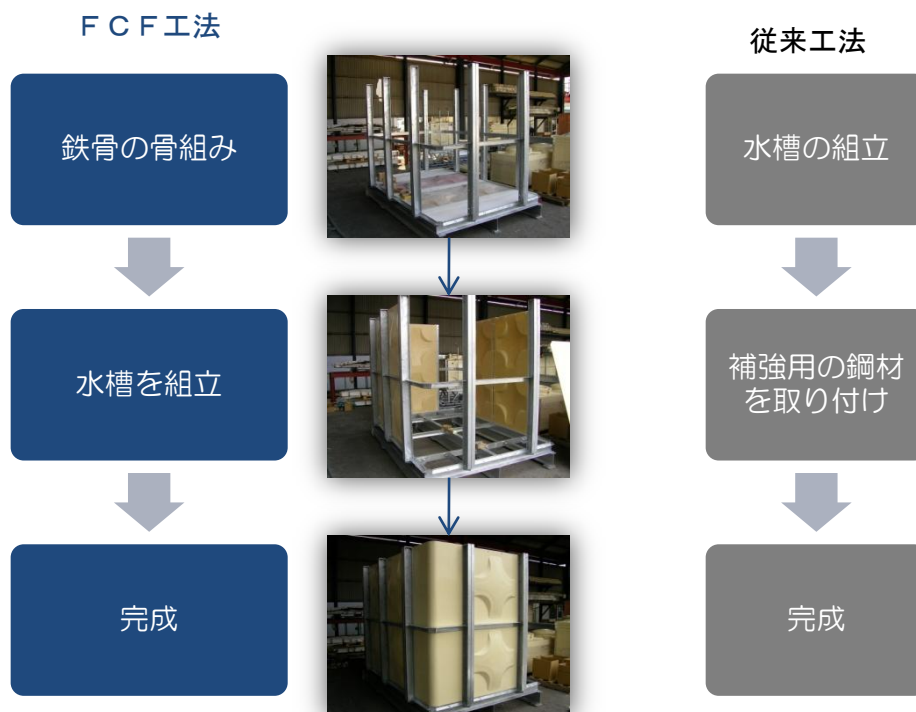 ＦＣＦ工法
鉄骨の骨組み
水槽を組立
完成
従来工法
水槽の組立
補強用の鋼材
を取り付け
完成